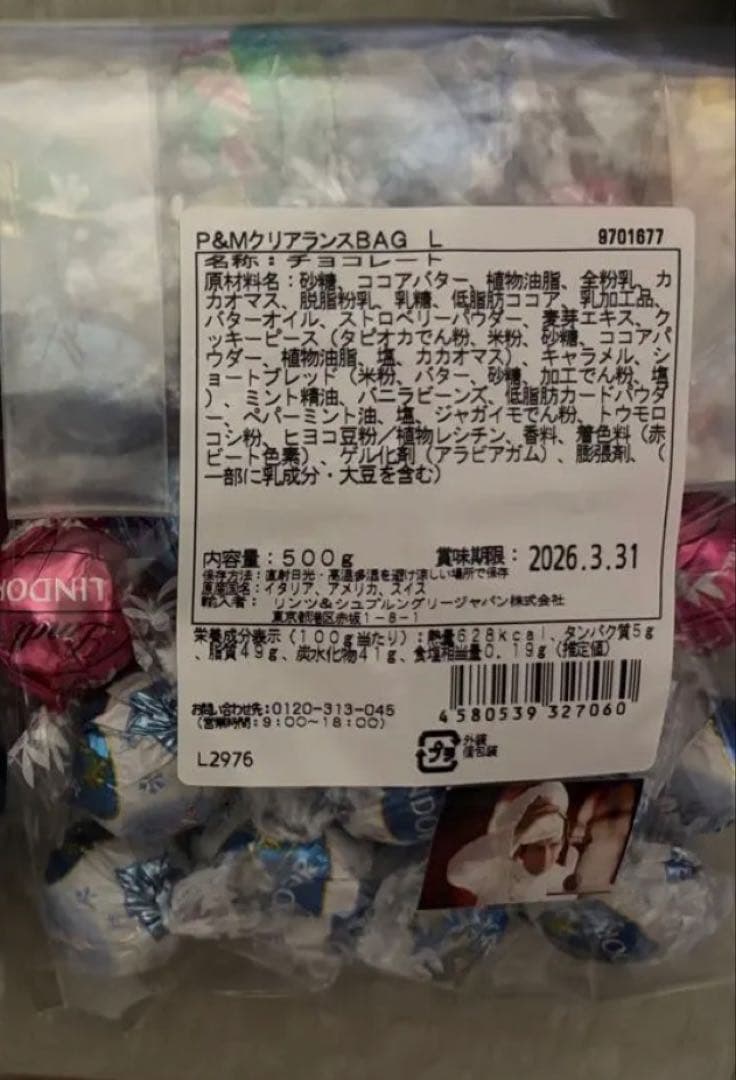 P&MクリアランスBAG L 9701677
名称：チョコレート
原材料名：砂糖、ココアバター、植物油脂、全粉乳、カ
カオマス、脱脂粉乳、乳糖、低脂肪ココア、乳加工品、
バターオイル、ストロベリーパウダー、麦芽エキス、ク
ッキーピース（タピオカでん粉、米粉、砂糖、ココアパ
ウダー、植物油脂、塩、カカオマス）、キャラメル、シ
ョートブレッド（米粉、バター、砂糖、加工でん粉、塩
）、ミント精油、バニラビーンズ、低脂肪カードパウダ
ー、ペパーミント油、塩、ジャガイモでん粉、トウモロ
コシ粉、ヒヨコ豆粉／植物レシチン、香料、着色料（赤
ビート色素）、ゲル化剤（アラビアガム）、膨張剤、（
一部に乳成分・大豆を含む）
内容量：500g 賞味期限：2026.3.31
保存方法：直射日光・高温多湿を避け涼しい場所で保存
原産国名：イタリア、アメリカ、スイス
輸入者： リンツ&シュプルングリージャパン株式会社
東京都港区赤坂1-8-1
栄養成分表示（100g当たり）：熱量628kcal、タンパク質5g
、脂質49g、炭水化物41g、食塩相当量0.19g（推定値）
お問い合わせ先：0120-313-045
（営業時間：9：00～18：00）
4 580539 327060
L2976
プラ
外装
個包装
LINDOR
Lindt
LINDO